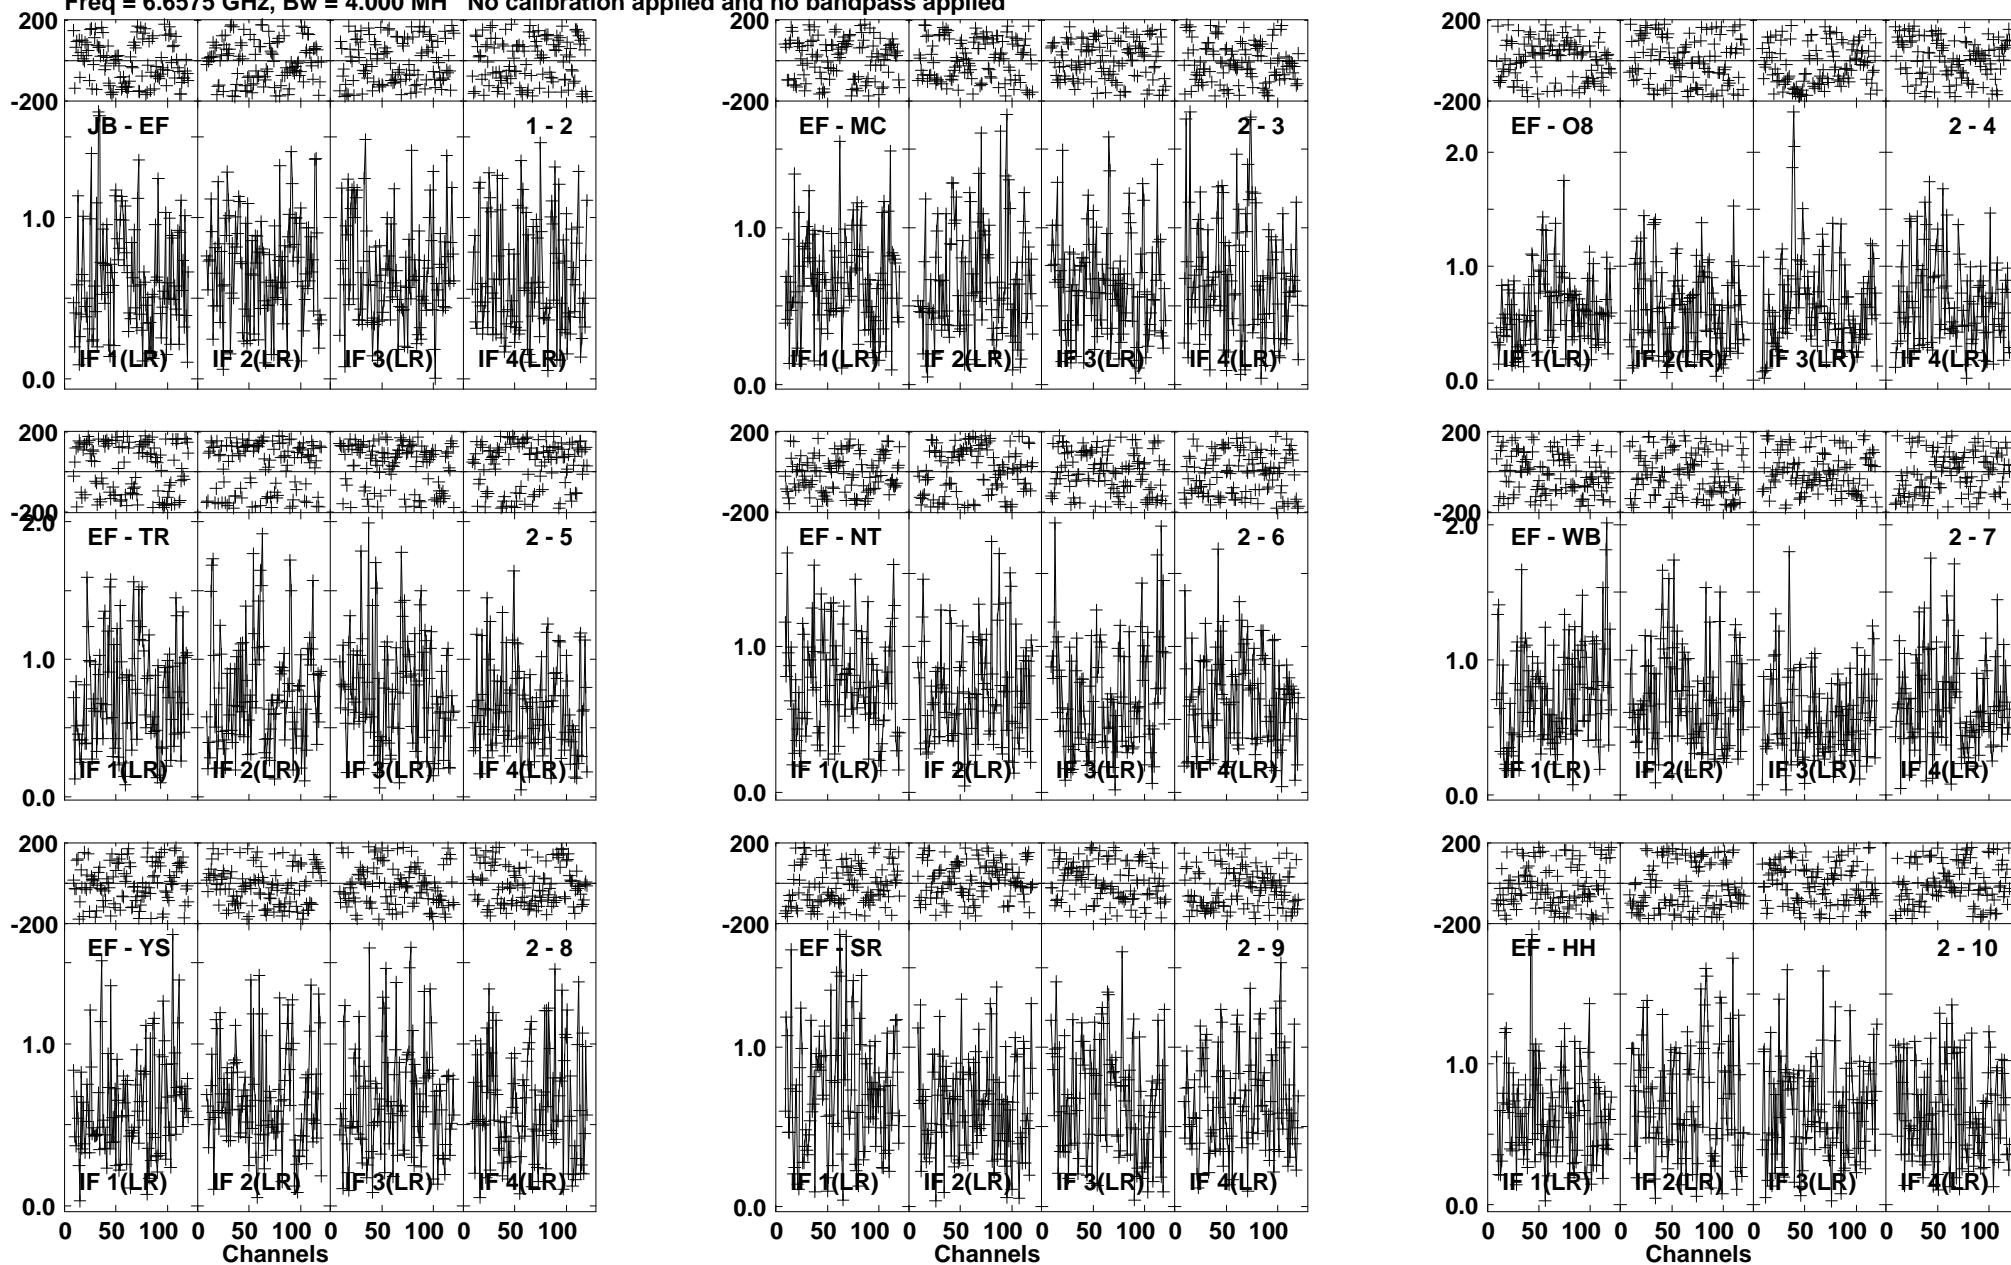 Freq = 6.6575 GHz, Bw = 4.000 MH No calibration applied and no bandpass applied
200 200 200
-200 -200 -200
JB - EF 1 - 2 EF - MC 2 - 3 EF - O8 2 - 4
2.0
1.0 1.0 1.0
IF 1(LR) IF 2(LR) IF 3(LR) IF 4(LR) IF 1(LR) IF 2(LR) IF 3(LR) IF 4(LR) IF 1(LR) IF 2(LR) IF 3(LR) IF 4(LR)
0.0 0.0 0.0
200 200 200
-200 -200 -200
2.0 2.0
EF - TR 2 - 5 EF - NT 2 - 6 EF - WB 2 - 7
1.0 1.0 1.0
IF 1(LR) IF 2(LR) IF 3(LR) IF 4(LR) IF 1(LR) IF 2(LR) IF 3(LR) IF 4(LR) IF 1(LR) IF 2(LR) IF 3(LR) IF 4(LR)
0.0 0.0 0.0
200 200 200
-200 -200 -200
EF - YS 2 - 8 EF - SR 2 - 9 EF - HH 2 - 10
1.0 1.0 1.0
IF 1(LR) IF 2(LR) IF 3(LR) IF 4(LR) IF 1(LR) IF 2(LR) IF 3(LR) IF 4(LR) IF 1(LR) IF 2(LR) IF 3(LR) IF 4(LR)
0.0 0.0 0.0
0 50 100 0 50 100 0 50 100 0 50 100 0 50 100 0 50 100 0 50 100 0 50 100 0 50 100 0 50 100 0 50 100 0 50 100
Channels Channels Channels